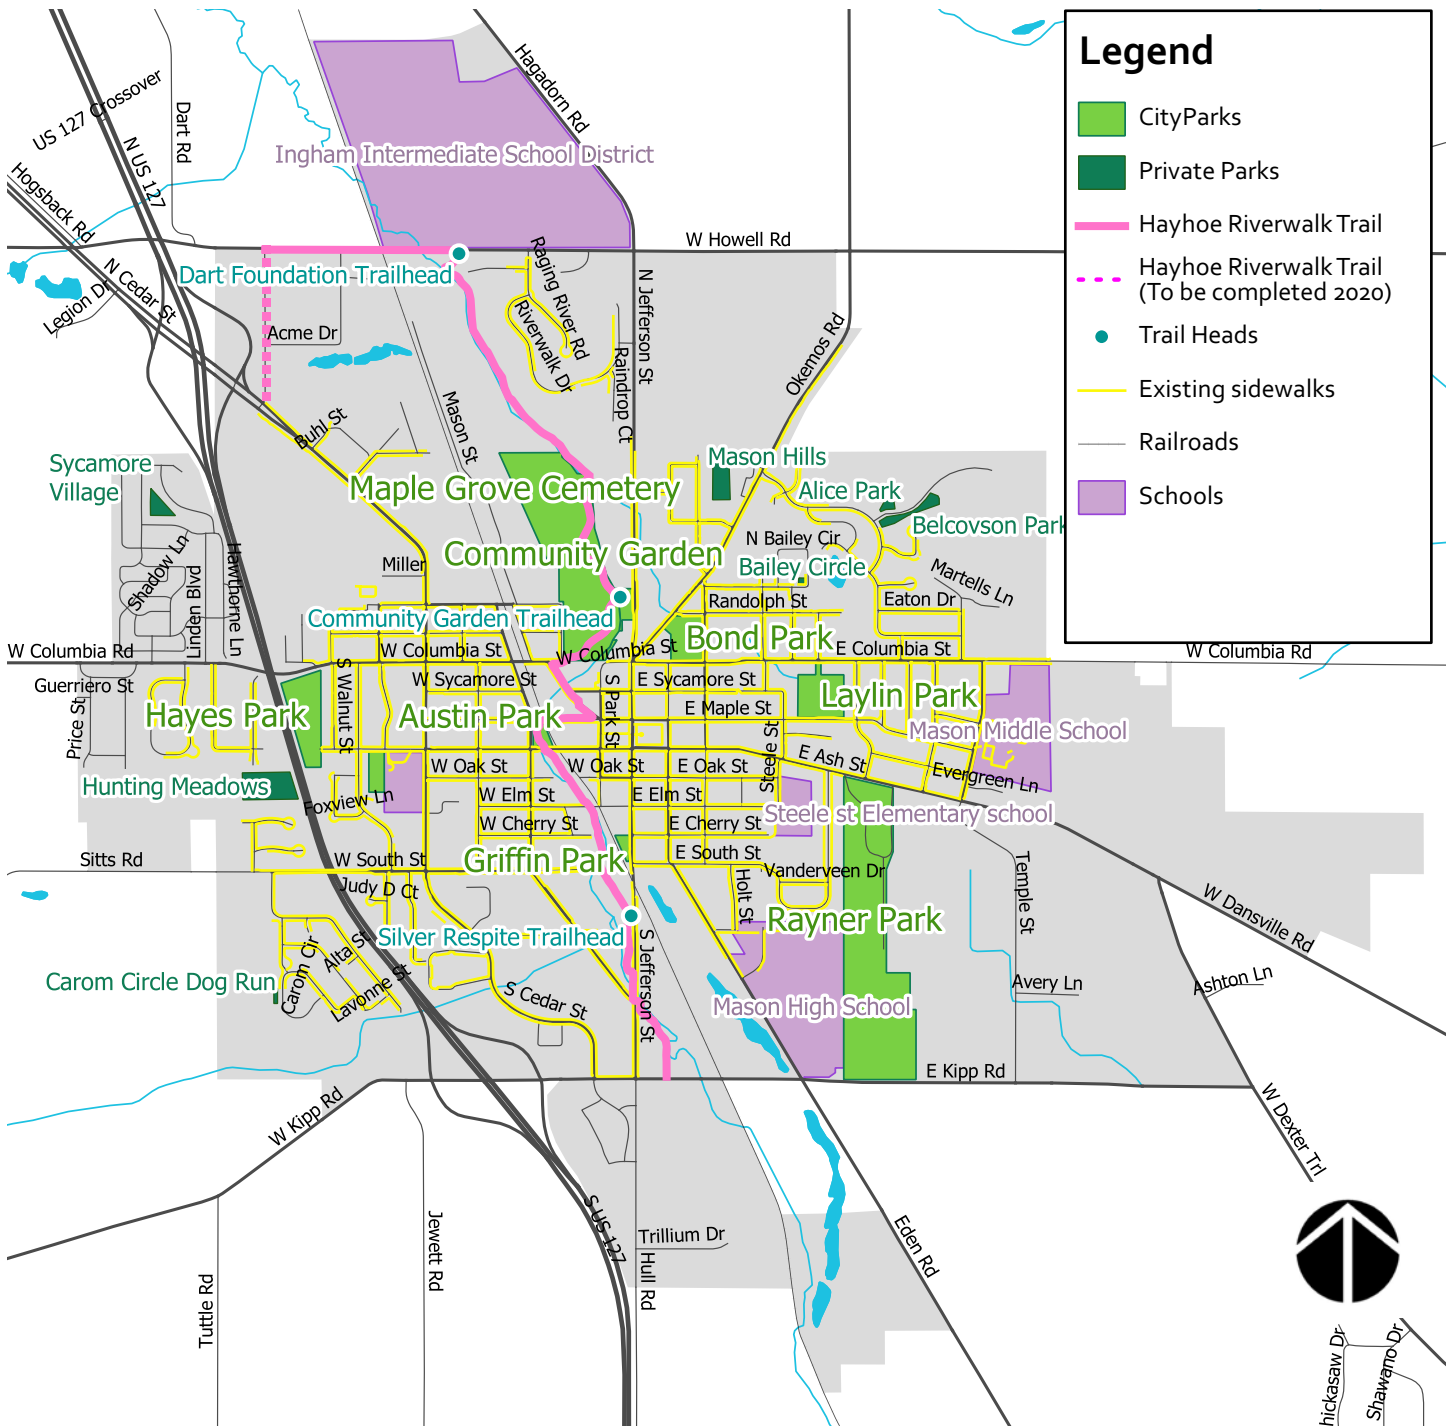 Legend
CityParks
Private Parks
Hayhoe Riverwalk Trail
Hayhoe Riverwalk Trail
(To be completed 2020)
Trail Heads
Existing sidewalks
Railroads
Schools
US 127 Crossover
Dart Rd
N US 127
Hogsback Rd
N Cedar St
Legion Dr
Hagadorn Rd
Ingham Intermediate School District
W Howell Rd
Dart Foundation Trailhead
Raging River Rd
Riverwalk Dr
Raindrop Ct
N Jefferson St
Okemos Rd
Acme Dr
Mason St
Buhl St
Sycamore
Village
Maple Grove Cemetery
Mason Hills
Alice Park
Belcovson Park
Community Garden
N Bailey Cir
Bailey Circle
Miller
Shadow Ln
Linden Blvd
Hawthorne Ln
Martells Ln
Randolph St
Eaton Dr
Community Garden Trailhead
Bond Park
W Columbia Rd
W Columbia St
W Columbia St
E Columbia St
W Columbia Rd
Guerriero St
Price St
S Walnut St
W Sycamore St
S Park St
E Sycamore St
Laylin Park
Hayes Park
Austin Park
E Maple St
Mason Middle School
Steele St
E Ash St
W Oak St
W Oak St
E Oak St
Evergreen Ln
Hunting Meadows
Foxview Ln
W Elm St
E Elm St
Steele st Elementary school
W Cherry St
E Cherry St
Sitts Rd
W South St
Griffin Park
E South St
Vanderveen Dr
Judy D Ct
Holt St
Temple St
W Dansville Rd
Rayner Park
Silver Respite Trailhead
Carom Cir
Alta St
Lavonne St
S Jefferson St
Carom Circle Dog Run
S Cedar St
Mason High School
Avery Ln
Ashton Ln
E Kipp Rd
W Kipp Rd
W Dexter Trl
Jewett Rd
S US 127
Trillium Dr
Hull Rd
Eden Rd
Tuttle Rd
hickasaw Dr
Shawano Dr